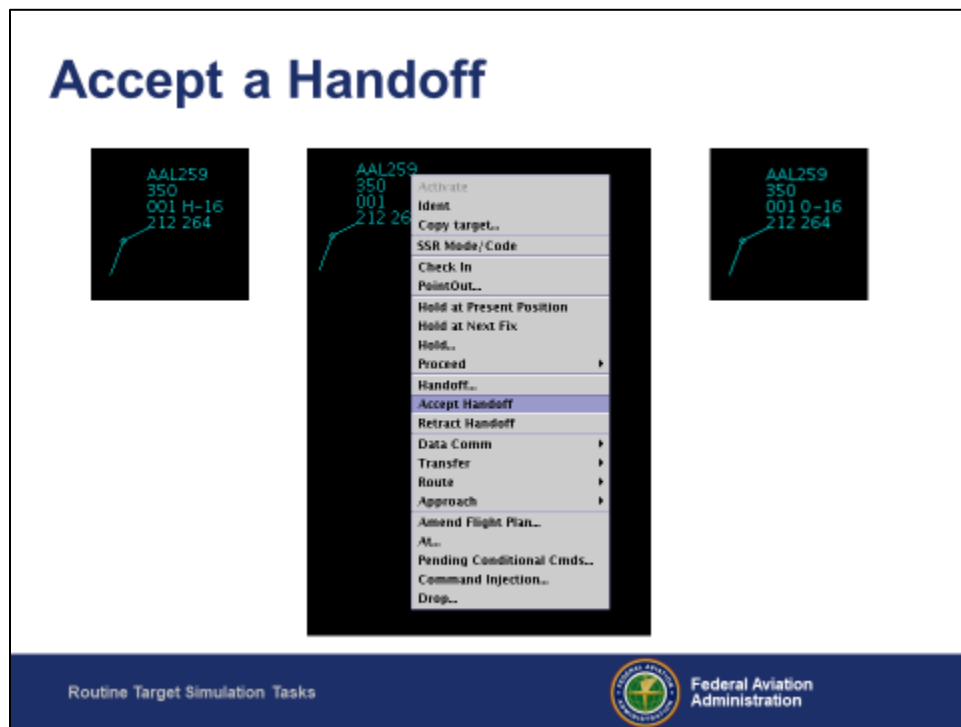 Accept a Handoff
AAL259
350
001 H-16
212 264
AAL259
350
001
212 26
Activate
Ident
Copy target...
SSR Mode/Code
Check In
PointOut...
Hold at Present Position
Hold at Next Fix
Hold...
Proceed
Handoff...
Accept Handoff
Retract Handoff
Data Comm
Transfer
Route
Approach
Amend Flight Plan...
At...
Pending Conditional Cmds...
Command Injection...
Drop...
AAL259
350
001 O-16
212 264
Routine Target Simulation Tasks
Federal Aviation
Administration